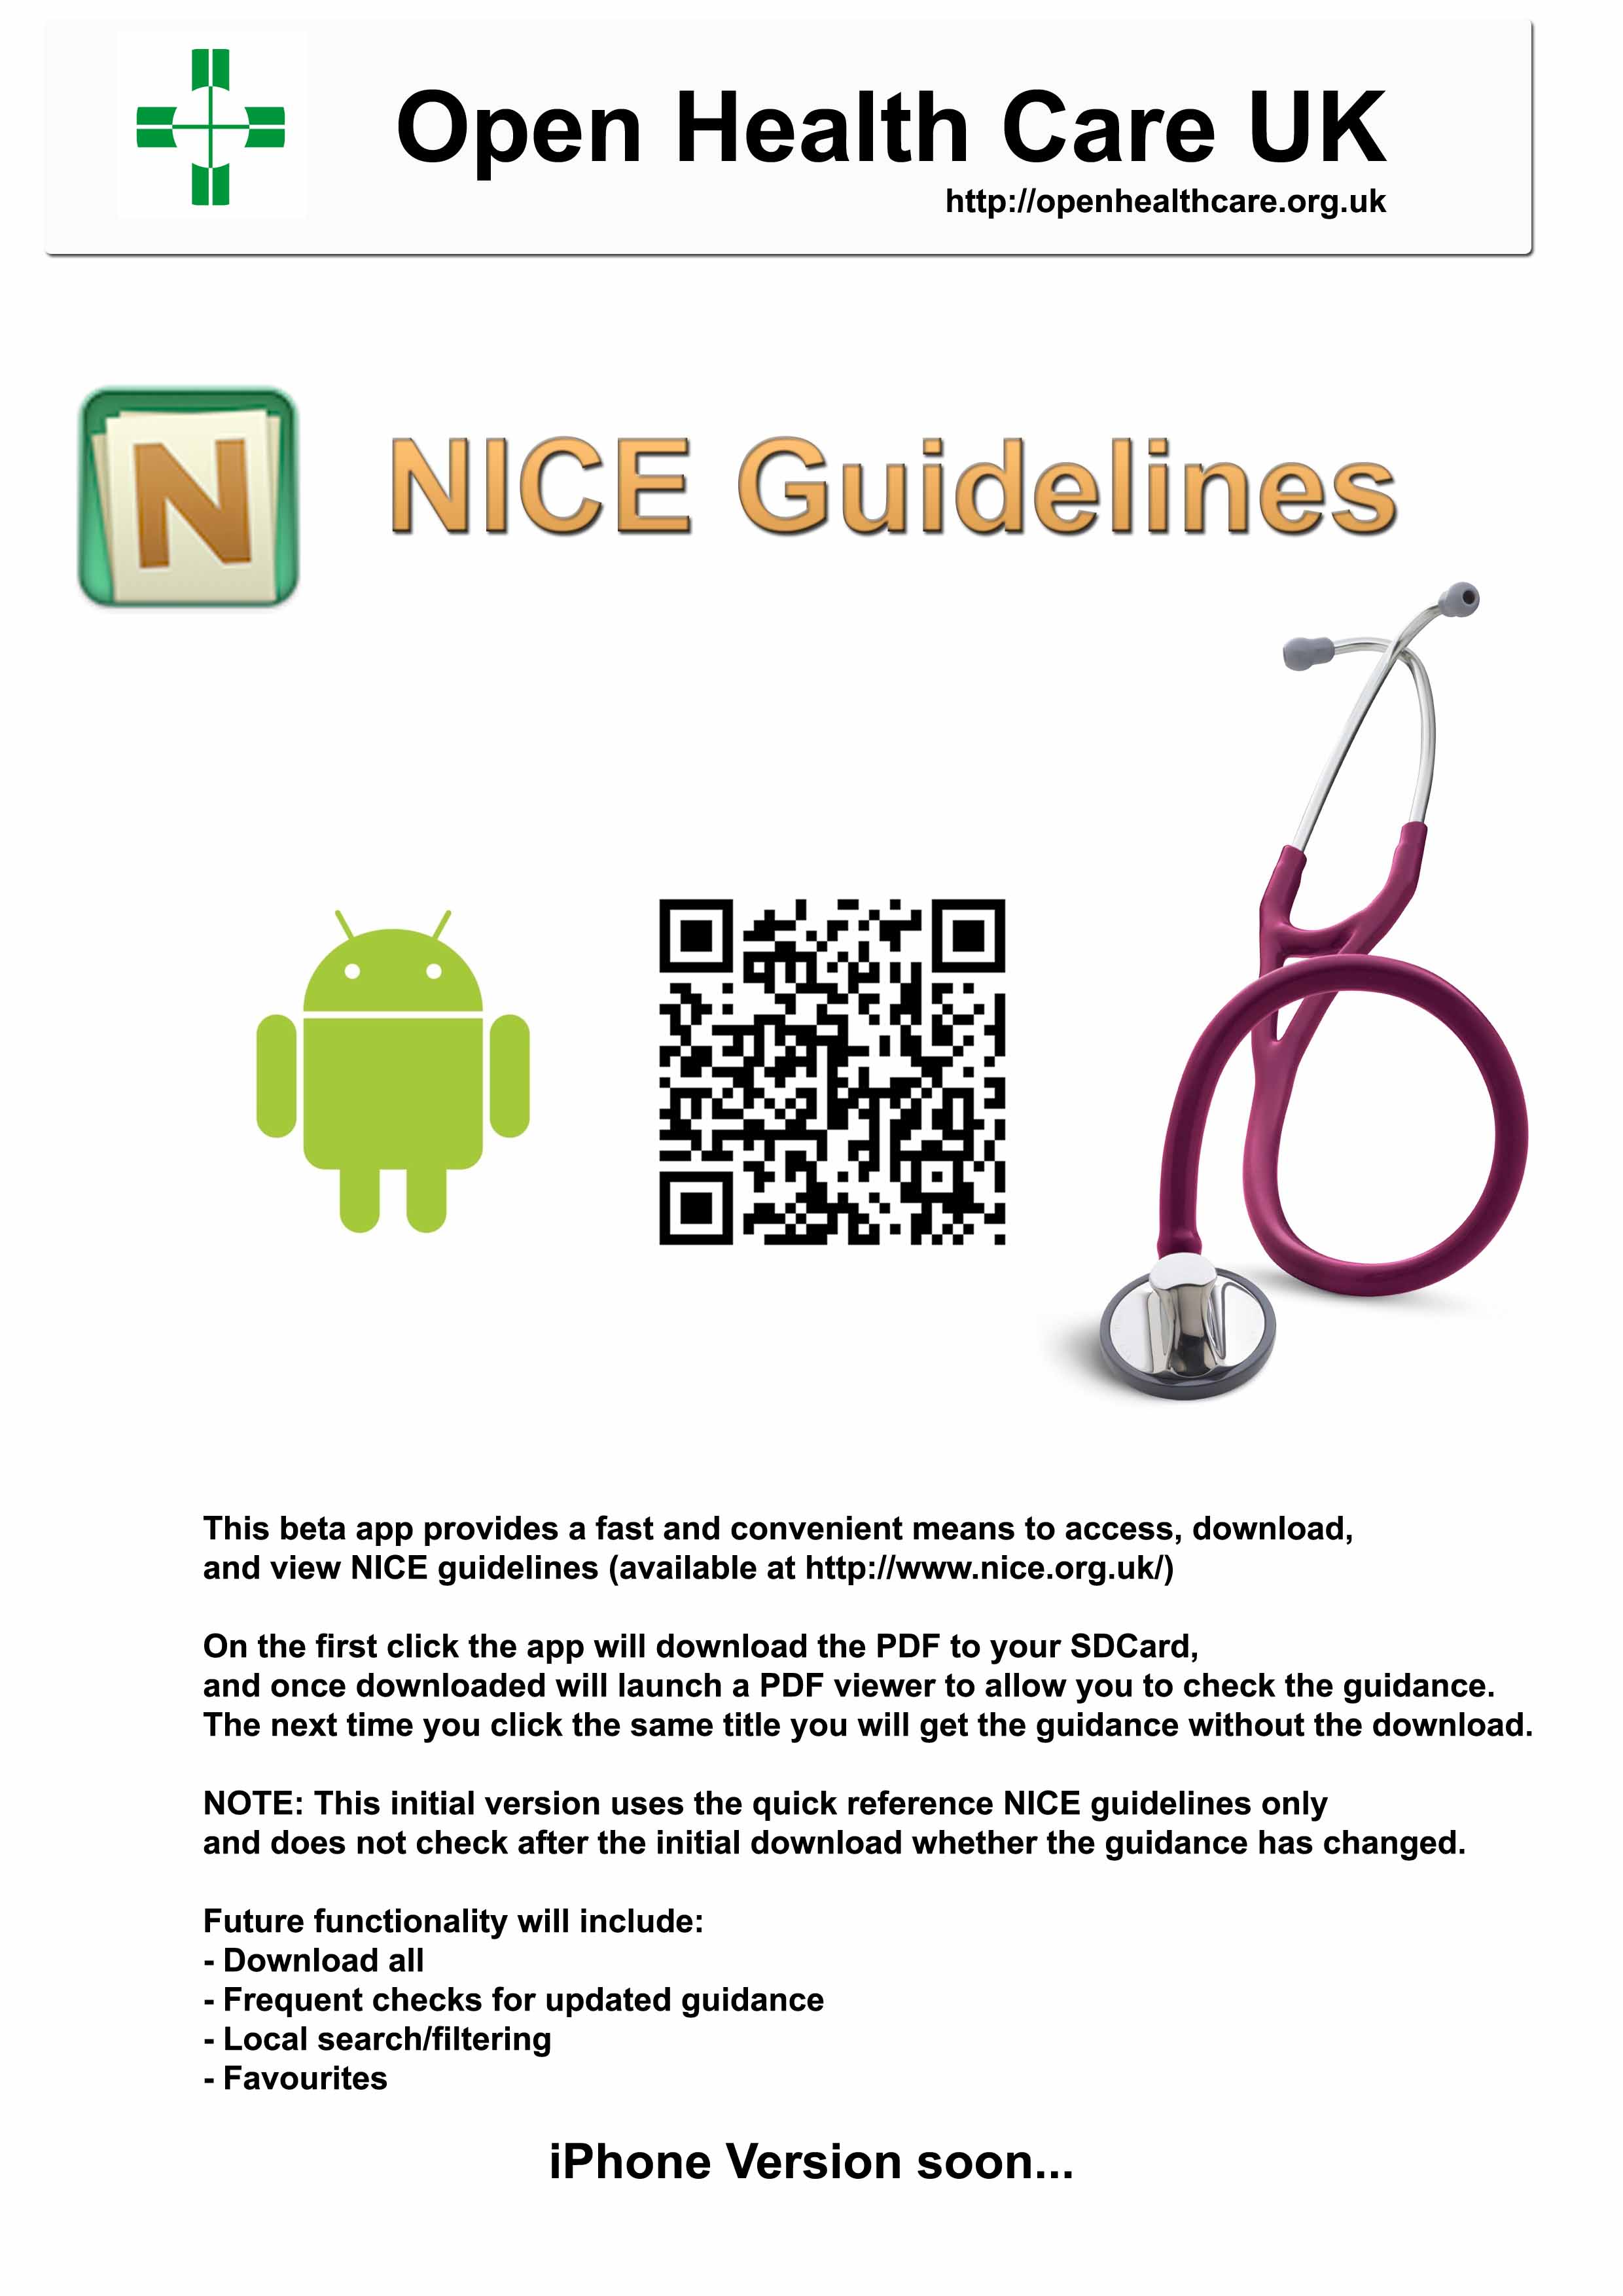 Open Health Care UK
http://openhealthcare.org.uk
N
NICE Guidelines
This beta app provides a fast and convenient means to access, download,
and view NICE guidelines (available at http://www.nice.org.uk/)
On the first click the app will download the PDF to your SDCard,
and once downloaded will launch a PDF viewer to allow you to check the guidance.
The next time you click the same title you will get the guidance without the download.
NOTE: This initial version uses the quick reference NICE guidelines only
and does not check after the initial download whether the guidance has changed.
Future functionality will include:
- Download all
- Frequent checks for updated guidance
- Local search/filtering
- Favourites
iPhone Version soon...